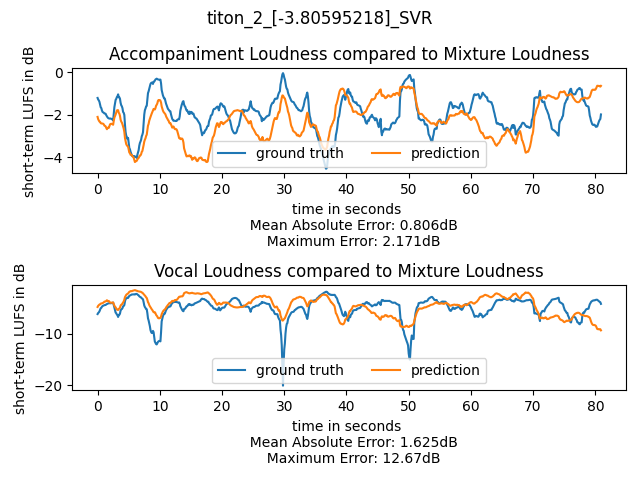 titon_2_[-3.80595218]_SVR
Accompaniment Loudness compared to Mixture Loudness
short-term LUFS in dB
0
−2
−4
ground truth
prediction
0 10 20 30 40 50 60 70 80
time in seconds
Mean Absolute Error: 0.806dB
Maximum Error: 2.171dB
Vocal Loudness compared to Mixture Loudness
short-term LUFS in dB
−10
−20
ground truth
prediction
0 10 20 30 40 50 60 70 80
time in seconds
Mean Absolute Error: 1.625dB
Maximum Error: 12.67dB